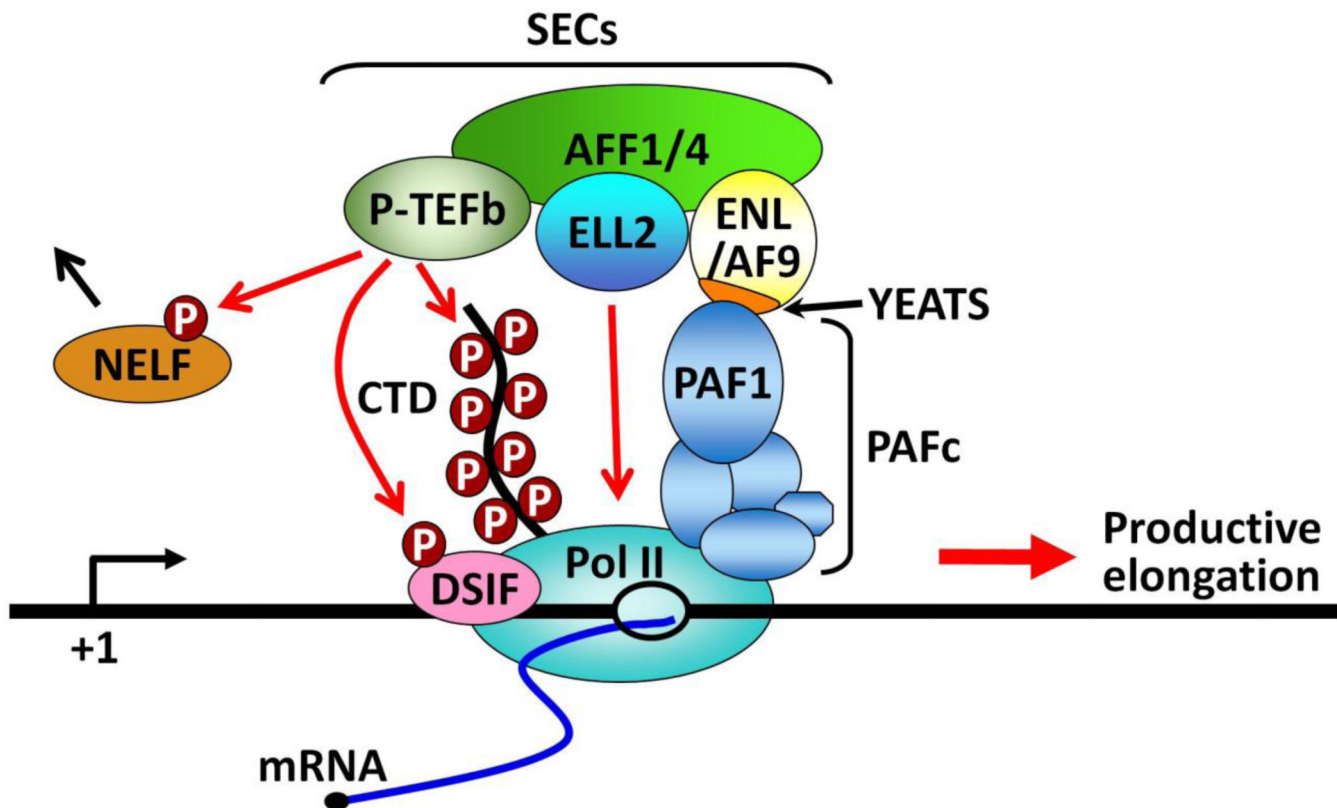 SECs
AFF1/4
P-TEFb
ELL2
ENL
/AF9
YEATS
P
NELF
CTD
P
P
P
P
P
P
P
P
PAF1
PAFc
P
DSIF
Pol II
Productive
elongation
+1
mRNA